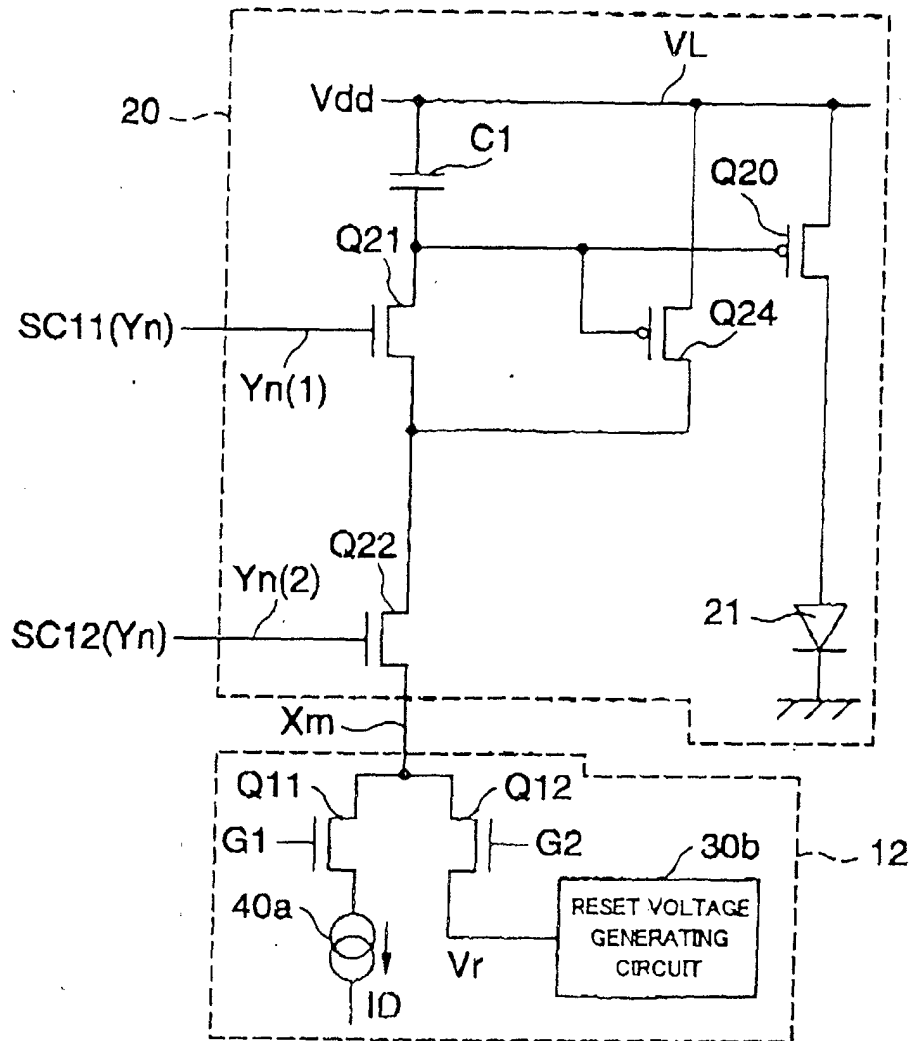 VL
20
Vdd
C1
Q20
Q21
SC11(Yn)
Q24
Yn(1)
Q22
Yn(2)
SC12(Yn)
21
Xm
Q11
Q12
G1
G2
30b
12
40a
RESET VOLTAGE
GENERATING
CIRCUIT
Vr
ID